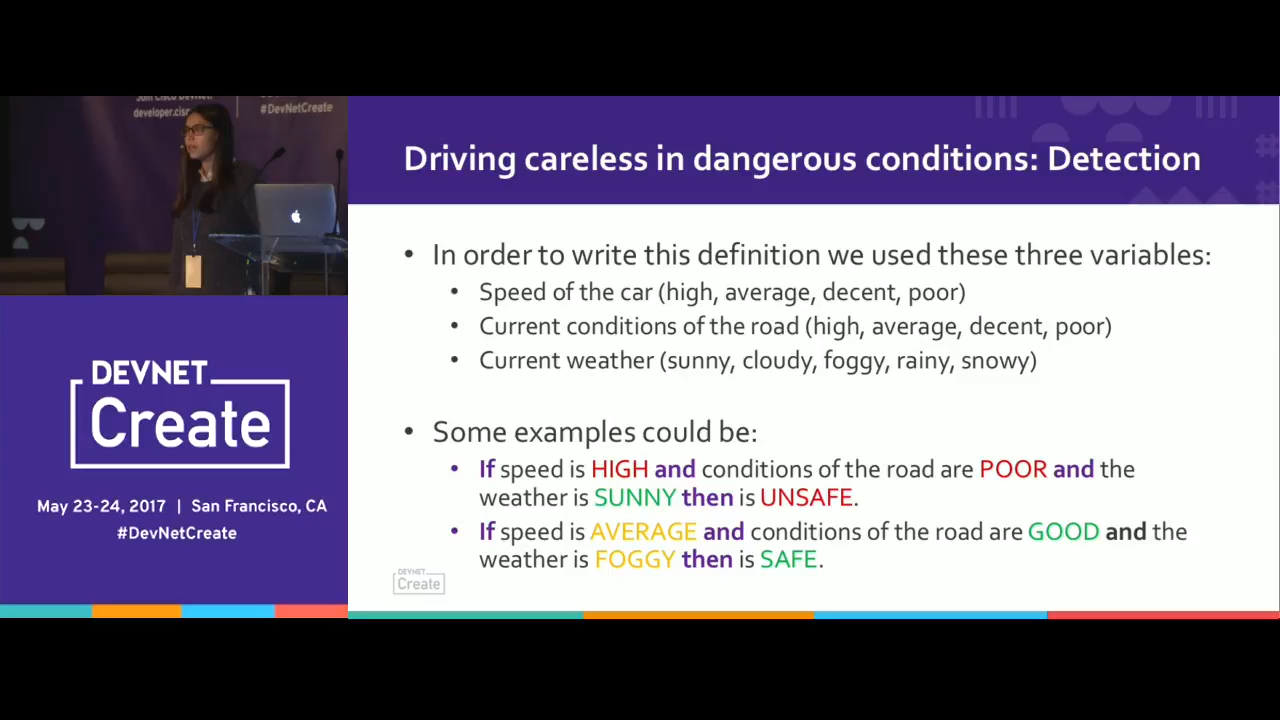 Join Cisco DevNet!
developer.cisc
#DevNetCreate
DEVNET
Create
May 23-24, 2017 | San Francisco, CA
#DevNetCreate
Driving careless in dangerous conditions: Detection
• In order to write this definition we used these three variables:
• Speed of the car (high, average, decent, poor)
• Current conditions of the road (high, average, decent, poor)
• Current weather (sunny, cloudy, foggy, rainy, snowy)
• Some examples could be:
• If speed is HIGH and conditions of the road are POOR and the
weather is SUNNY then is UNSAFE.
• If speed is AVERAGE and conditions of the road are GOOD and the
weather is FOGGY then is SAFE.
DEVNET
Create